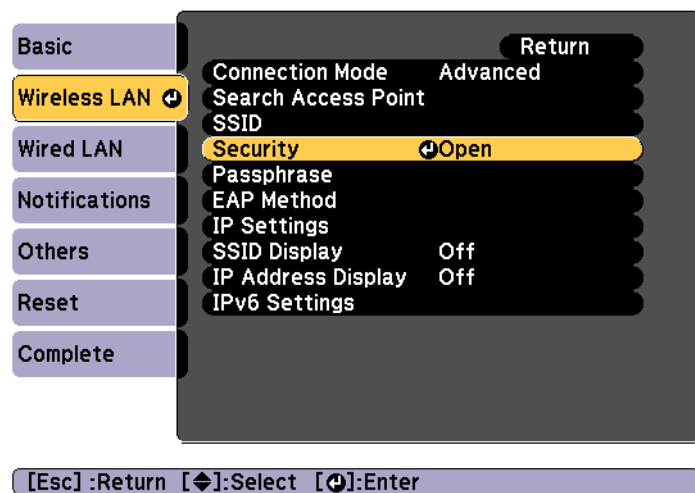 Basic
Wireless LAN
Wired LAN
Notifications
Others
Reset
Complete
Return
Connection Mode Advanced
Search Access Point
SSID
Security Open
Passphrase
EAP Method
IP Settings
SSID Display Off
IP Address Display Off
IPv6 Settings
[Esc] :Return [◆]:Select [⏎]:Enter